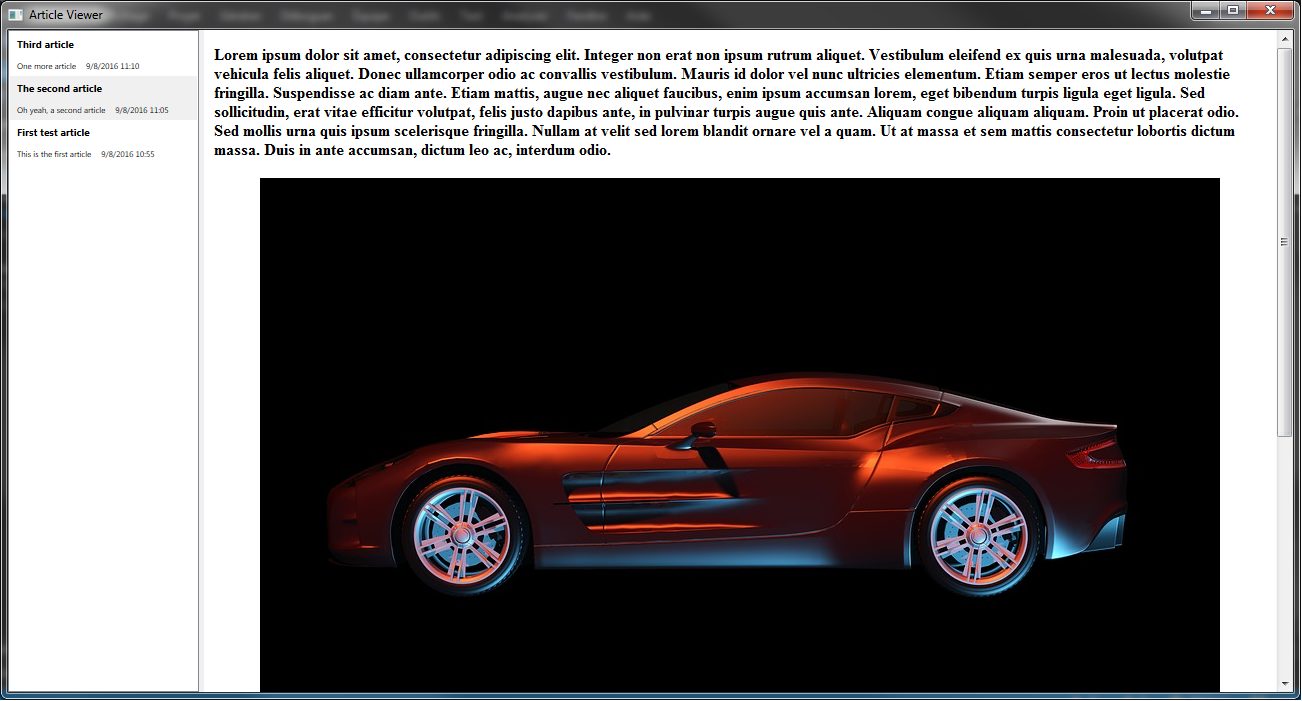 Article Viewer
Third article
One more article 9/8/2016 11:10
The second article
Oh yeah, a second article 9/8/2016 11:05
First test article
This is the first article 9/8/2016 10:55
Lorem ipsum dolor sit amet, consectetur adipiscing elit. Integer non erat non ipsum rutrum aliquet. Vestibulum eleifend ex quis urna malesuada, volutpat
vehicula felis aliquet. Donec ullamcorper odio ac convallis vestibulum. Mauris id dolor vel nunc ultricies elementum. Etiam semper eros ut lectus molestie
fringilla. Suspendisse ac diam ante. Etiam mattis, augue nec aliquet faucibus, enim ipsum accumsan lorem, eget bibendum turpis ligula eget ligula. Sed
sollicitudin, erat vitae efficitur volutpat, felis justo dapibus ante, in pulvinar turpis augue quis ante. Aliquam congue aliquam aliquam. Proin ut placerat odio.
Sed mollis urna quis ipsum scelerisque fringilla. Nullam at velit sed lorem blandit ornare vel a quam. Ut at massa et sem mattis consectetur lobortis dictum
massa. Duis in ante accumsan, dictum leo ac, interdum odio.